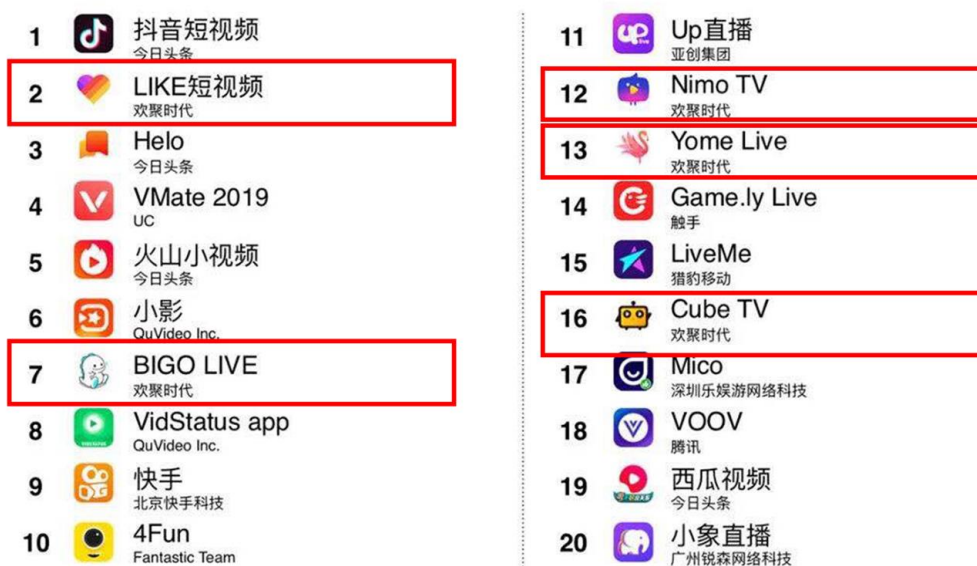 1
抖音短视频
今日头条
2
LIKE短视频
欢聚时代
3
Helo
今日头条
4
VMate 2019
UC
5
火山小视频
今日头条
6
小影
QuVideo Inc.
7
BIGO LIVE
欢聚时代
8
VidStatus app
QuVideo Inc.
9
快手
北京快手科技
10
4Fun
Fantastic Team
11
up
Up直播
亚创集团
12
Nimo TV
欢聚时代
13
Yome Live
欢聚时代
14
Game.ly Live
触手
15
LiveMe
猎豹移动
16
Cube TV
欢聚时代
17
Mico
深圳乐娱游网络科技
18
VOOV
腾讯
19
西瓜视频
今日头条
20
小象直播
广州锐森网络科技